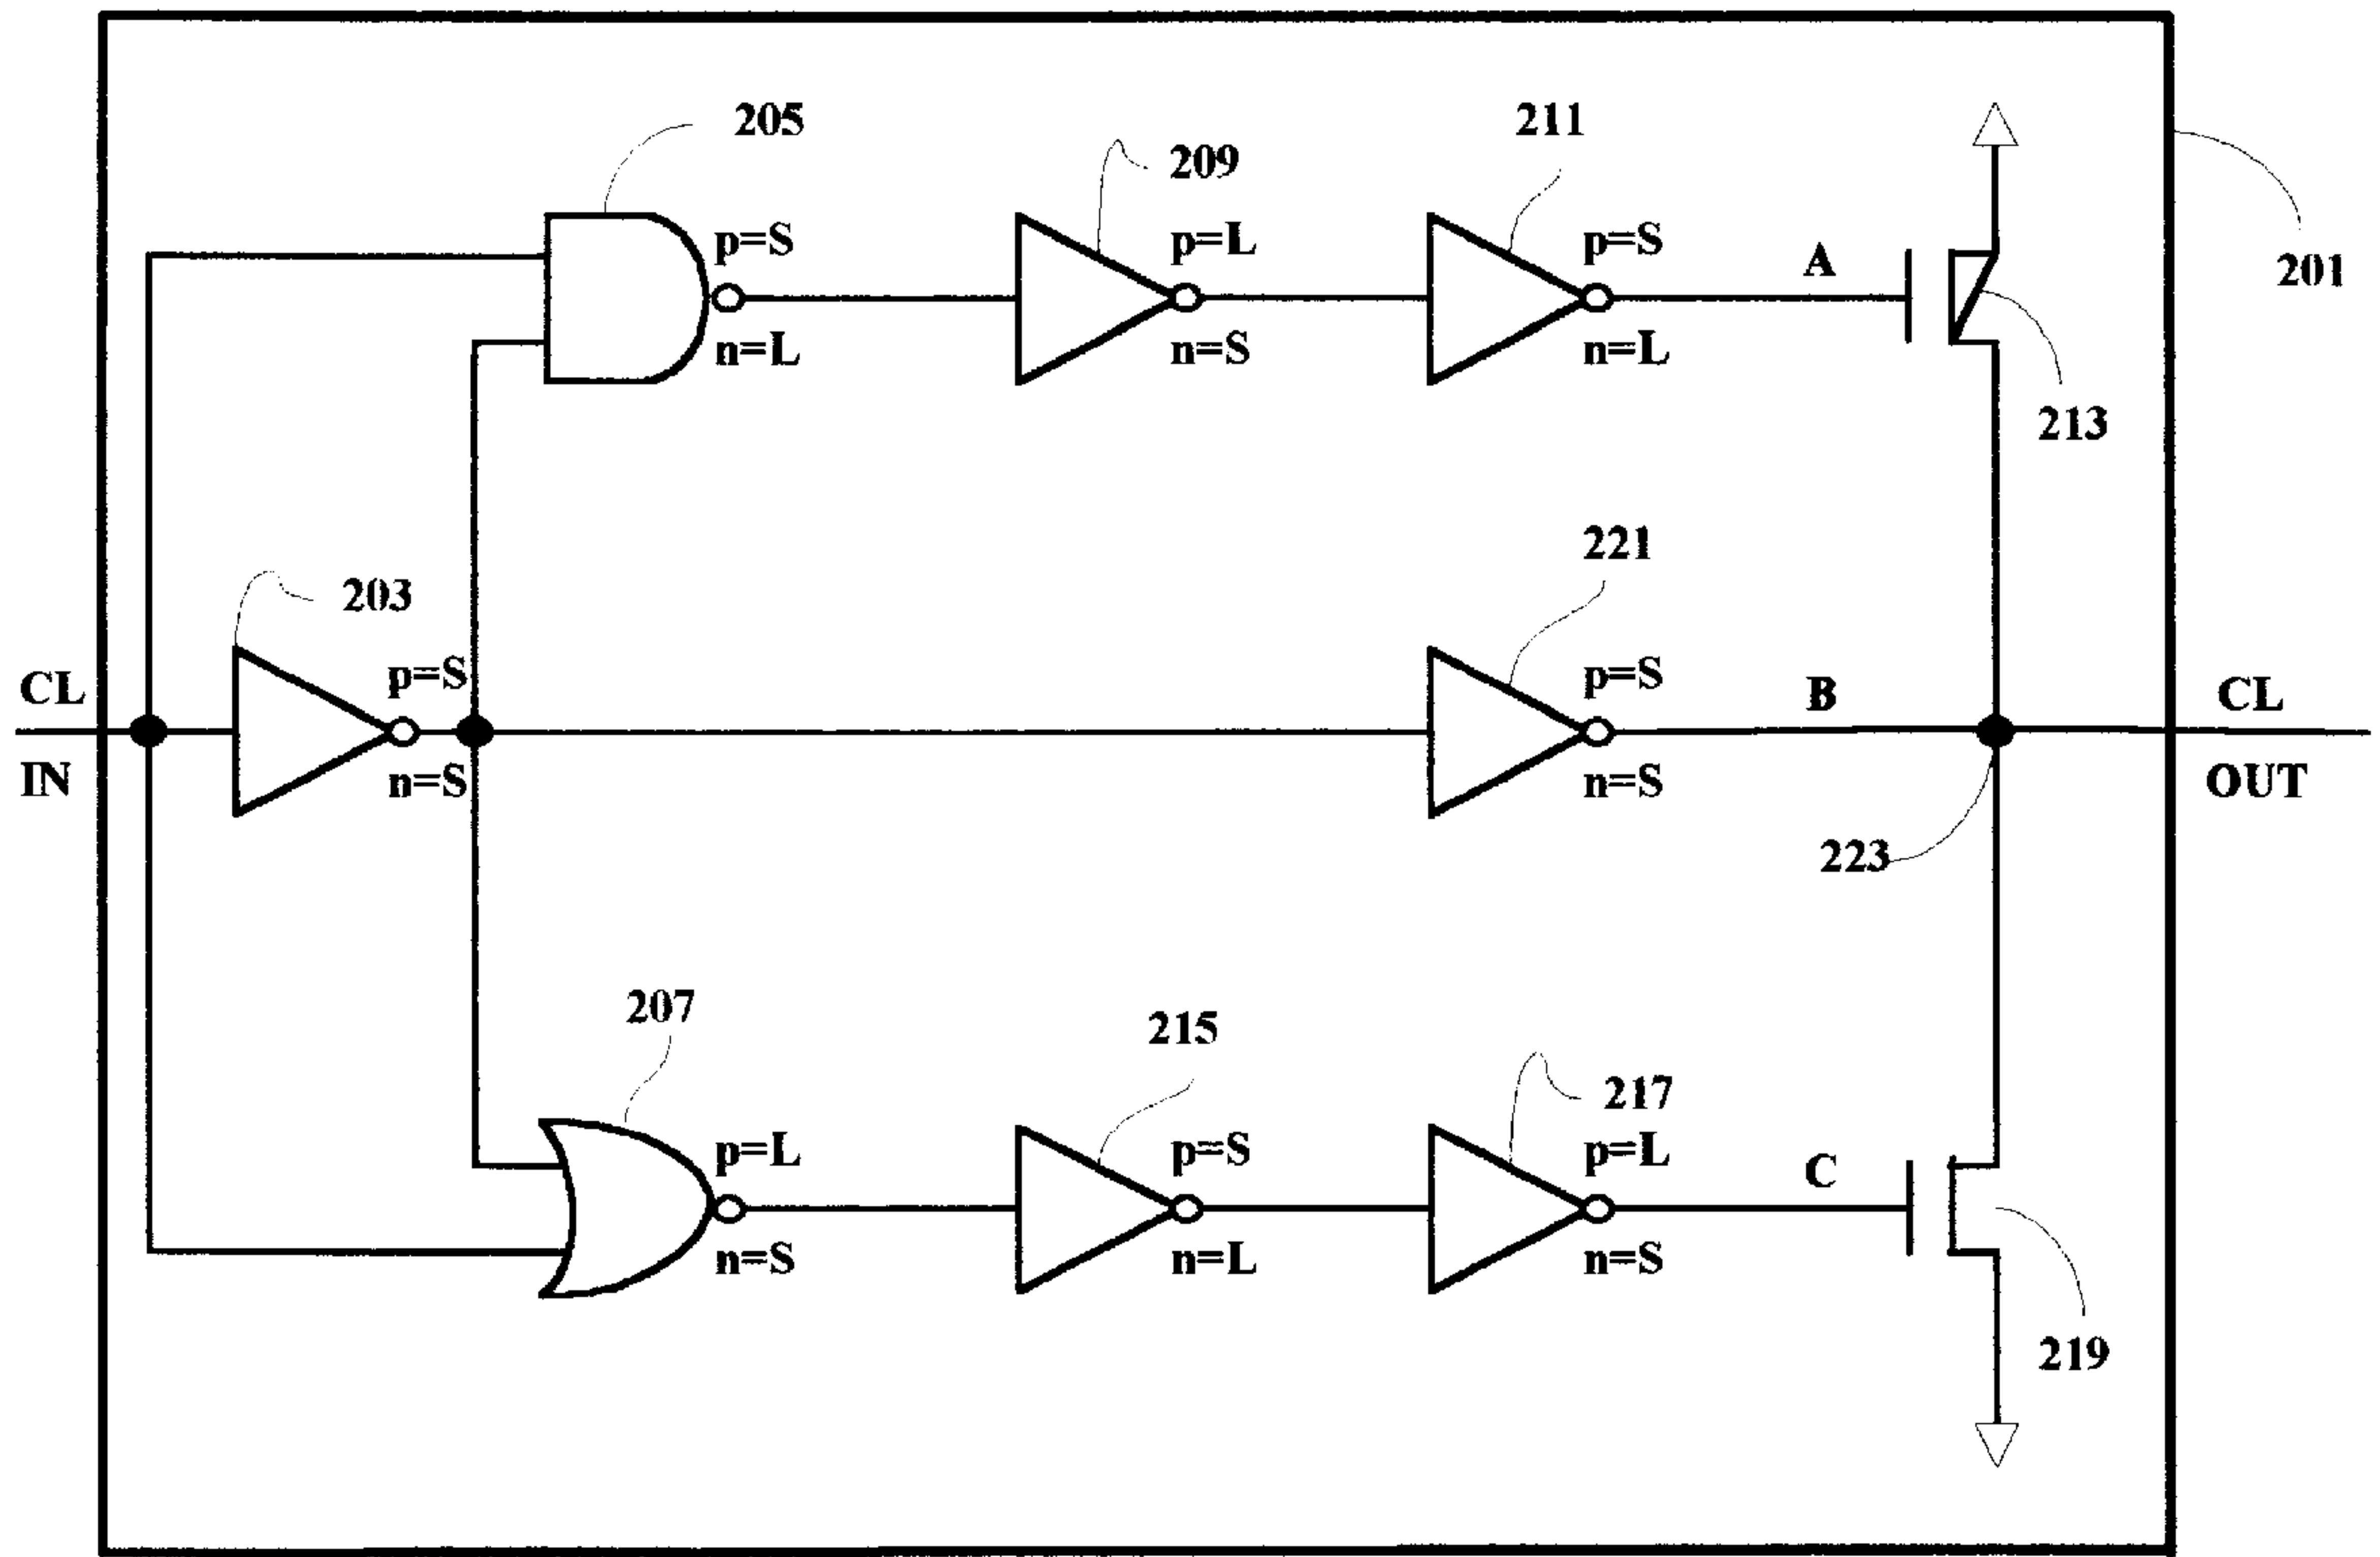 205
209
211
p=S
n=L
p=L
n=S
p=S
n=L
A
201
213
203
221
CL
IN
p=S
n=S
p=S
n=S
B
CL
OUT
223
207
215
217
p=L
n=S
p=S
n=L
p=L
n=S
C
219